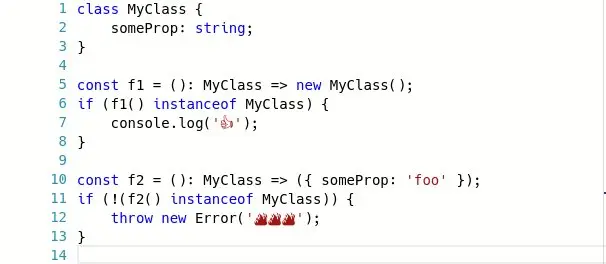 1 class MyClass {
2     someProp: string;
3 }
4
5 const f1 = (): MyClass => new MyClass();
6 if (f1() instanceof MyClass) {
7     console.log('👍');
8 }
9
10 const f2 = (): MyClass => ({ someProp: 'foo' });
11 if (!(f2() instanceof MyClass)) {
12     throw new Error('🔥🔥🔥');
13 }
14